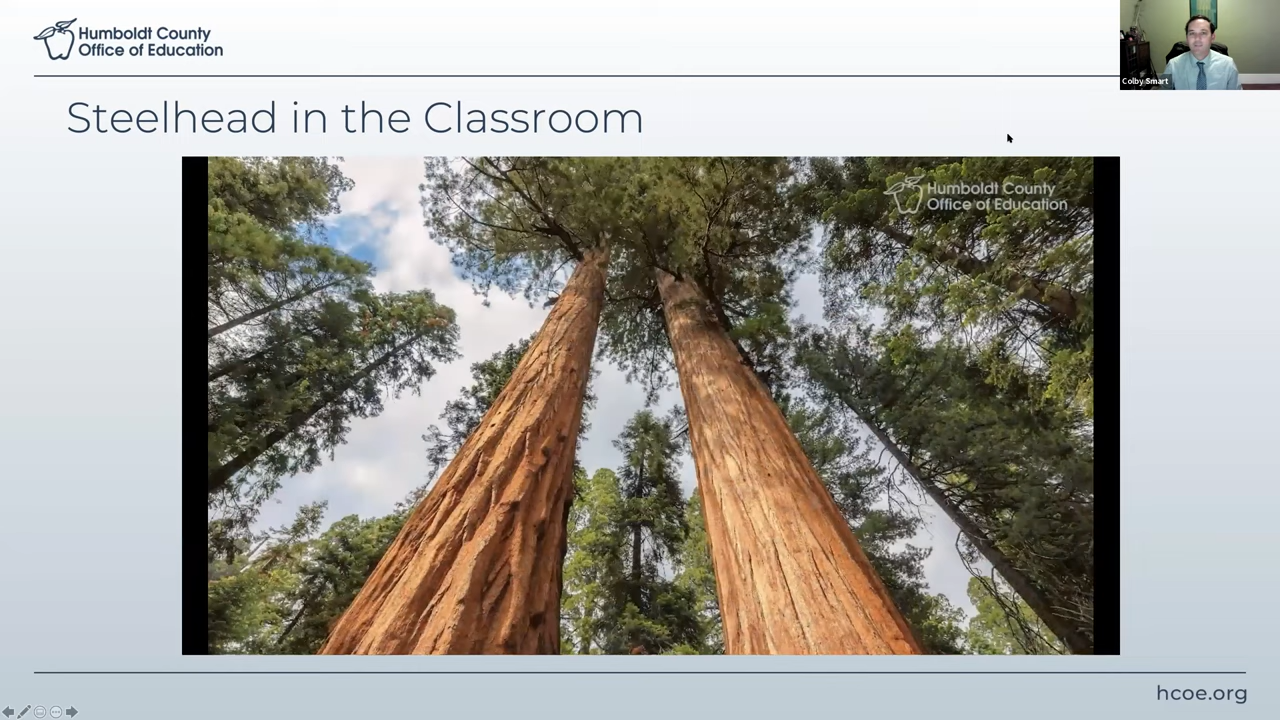 Humboldt County
Office of Education
Colby Smart
Steelhead in the Classroom
Humboldt County
Office of Education
hcoe.org